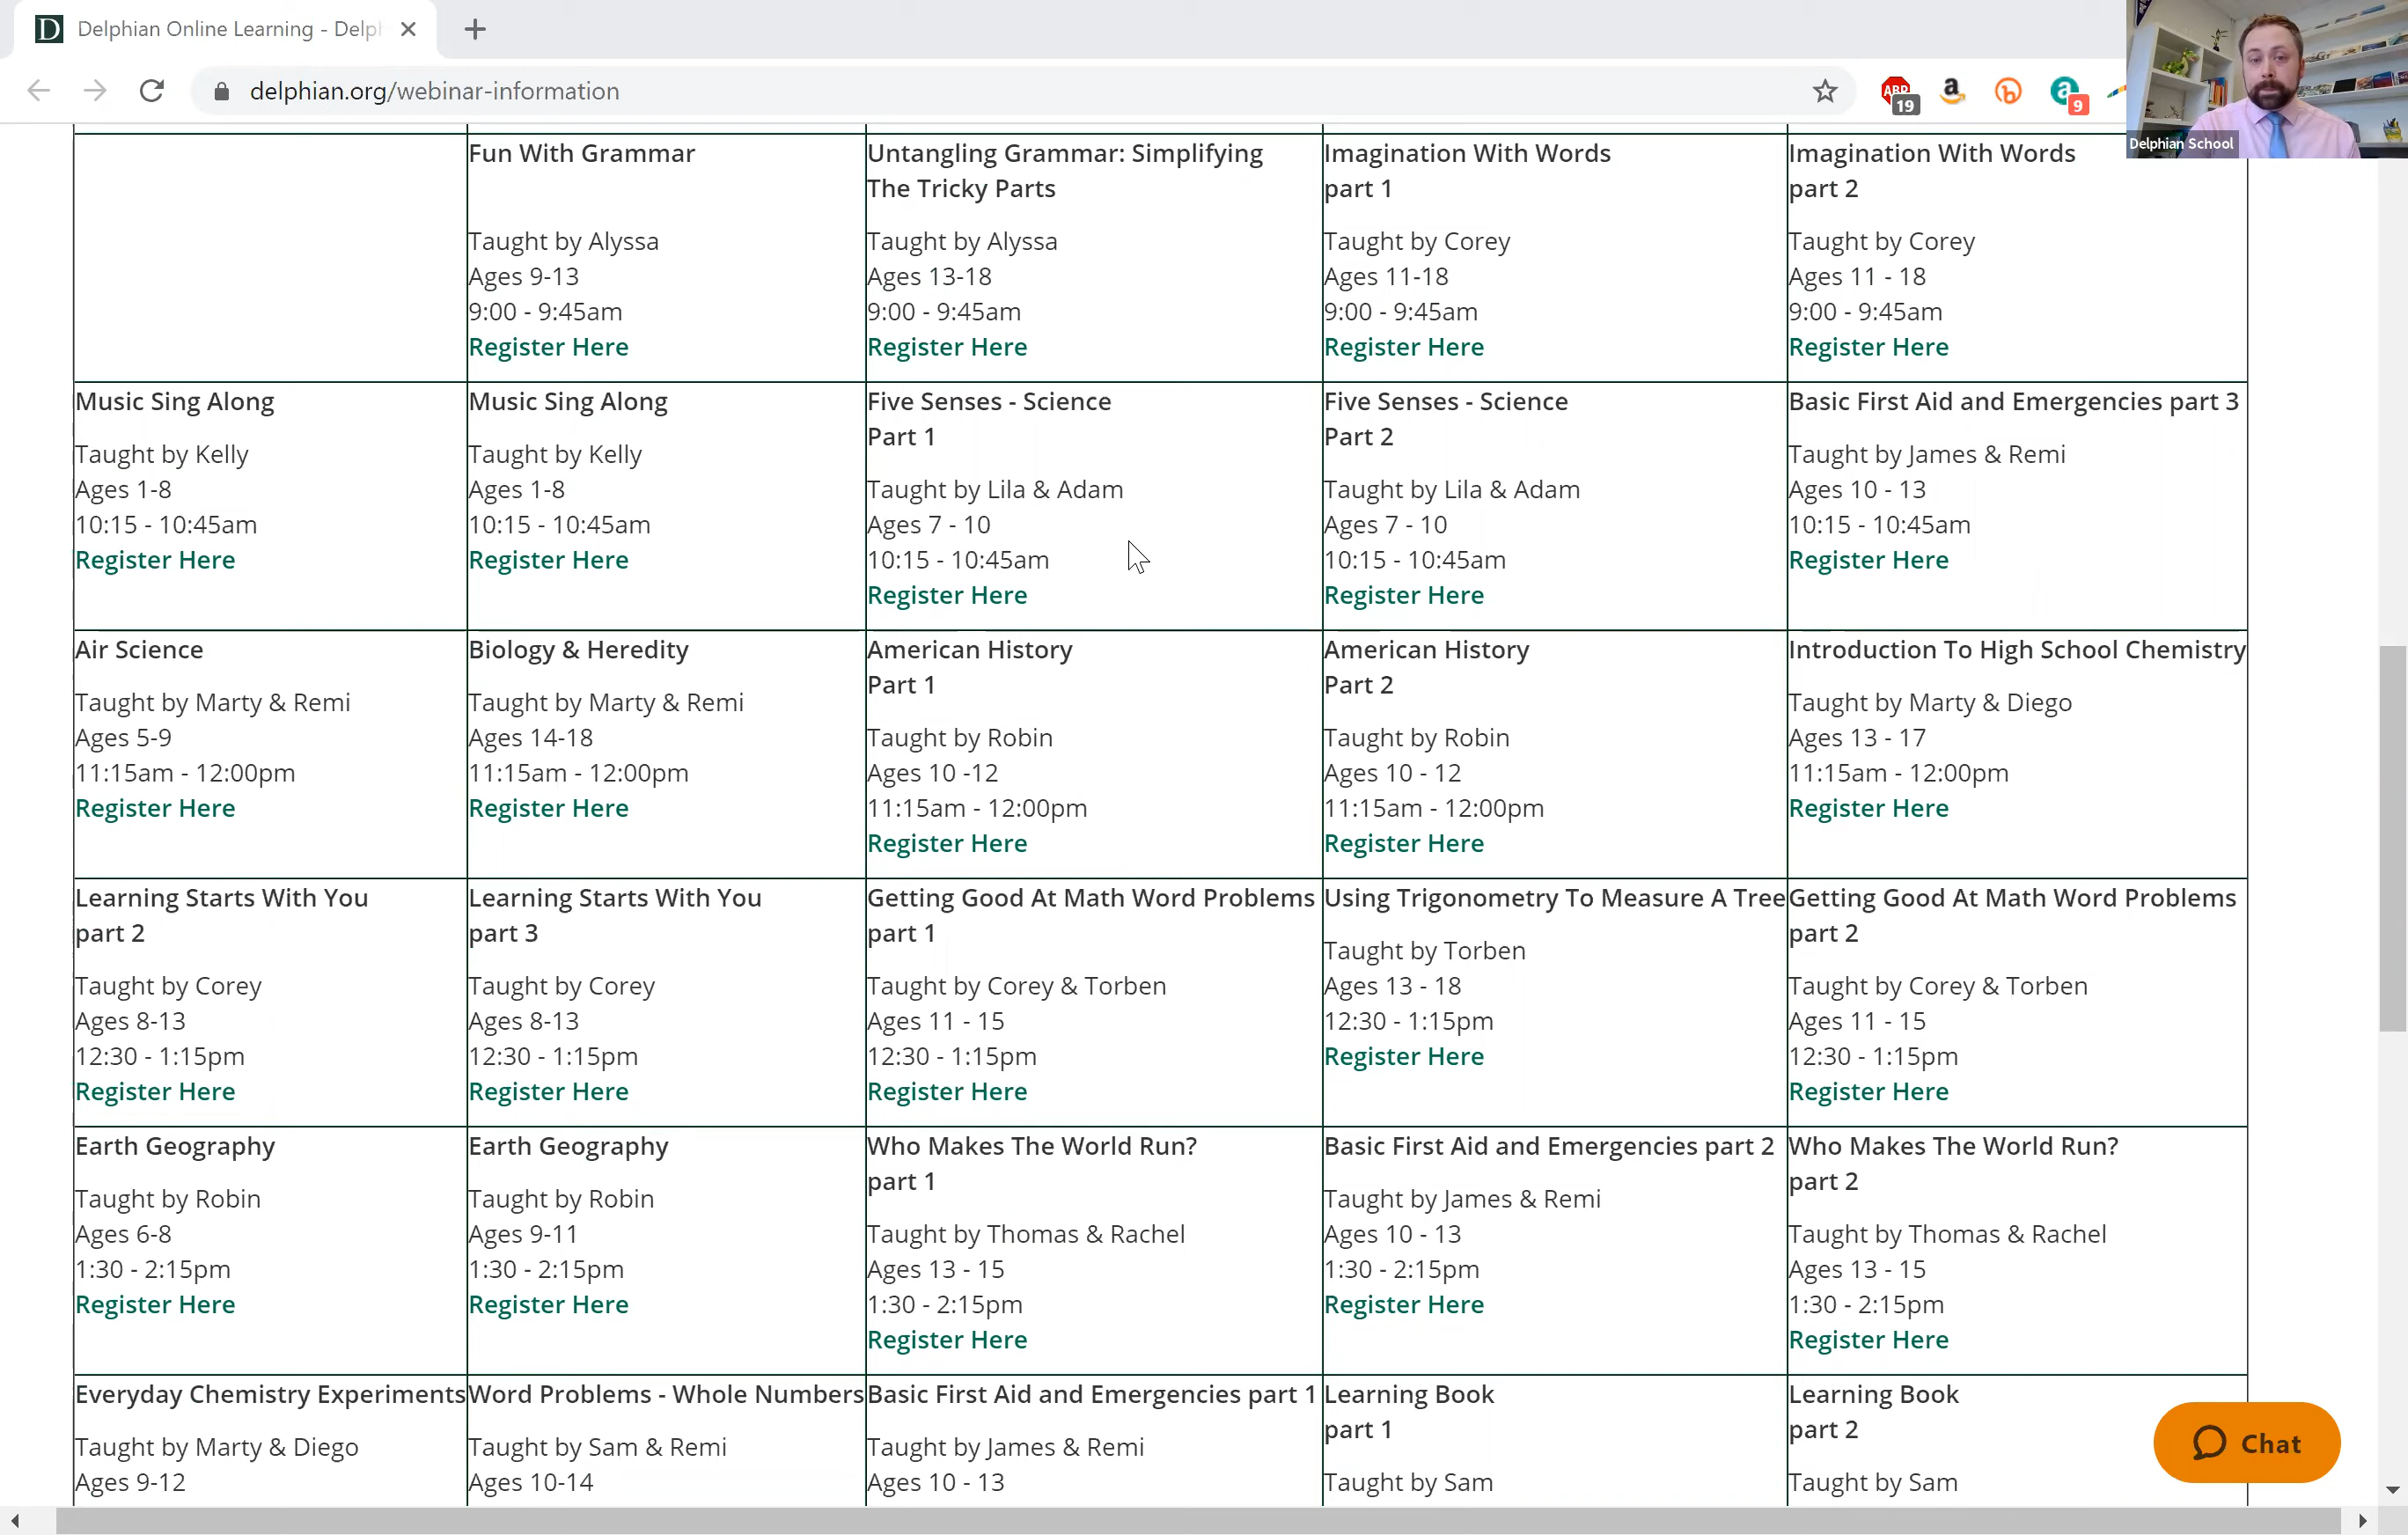 Delphian Online Learning - Delph
delphian.org/webinar-information
ABP
19
a
b
a
9
Delphian School
Fun With Grammar
Taught by Alyssa
Ages 9-13
9:00 - 9:45am
Register Here
Untangling Grammar: Simplifying
The Tricky Parts
Taught by Alyssa
Ages 13-18
9:00 - 9:45am
Register Here
Imagination With Words
part 1
Taught by Corey
Ages 11-18
9:00 - 9:45am
Register Here
Imagination With Words
part 2
Taught by Corey
Ages 11 - 18
9:00 - 9:45am
Register Here
Music Sing Along
Taught by Kelly
Ages 1-8
10:15 - 10:45am
Register Here
Music Sing Along
Taught by Kelly
Ages 1-8
10:15 - 10:45am
Register Here
Five Senses - Science
Part 1
Taught by Lila & Adam
Ages 7 - 10
10:15 - 10:45am
Register Here
Five Senses - Science
Part 2
Taught by Lila & Adam
Ages 7 - 10
10:15 - 10:45am
Register Here
Basic First Aid and Emergencies part 3
Taught by James & Remi
Ages 10 - 13
10:15 - 10:45am
Register Here
Air Science
Taught by Marty & Remi
Ages 5-9
11:15am - 12:00pm
Register Here
Biology & Heredity
Taught by Marty & Remi
Ages 14-18
11:15am - 12:00pm
Register Here
American History
Part 1
Taught by Robin
Ages 10 -12
11:15am - 12:00pm
Register Here
American History
Part 2
Taught by Robin
Ages 10 - 12
11:15am - 12:00pm
Register Here
Introduction To High School Chemistry
Taught by Marty & Diego
Ages 13 - 17
11:15am - 12:00pm
Register Here
Learning Starts With You
part 2
Taught by Corey
Ages 8-13
12:30 - 1:15pm
Register Here
Learning Starts With You
part 3
Taught by Corey
Ages 8-13
12:30 - 1:15pm
Register Here
Getting Good At Math Word Problems
part 1
Taught by Corey & Torben
Ages 11 - 15
12:30 - 1:15pm
Register Here
Using Trigonometry To Measure A Tree
Taught by Torben
Ages 13 - 18
12:30 - 1:15pm
Register Here
Getting Good At Math Word Problems
part 2
Taught by Corey & Torben
Ages 11 - 15
12:30 - 1:15pm
Register Here
Earth Geography
Taught by Robin
Ages 6-8
1:30 - 2:15pm
Register Here
Earth Geography
Taught by Robin
Ages 9-11
1:30 - 2:15pm
Register Here
Who Makes The World Run?
part 1
Taught by Thomas & Rachel
Ages 13 - 15
1:30 - 2:15pm
Register Here
Basic First Aid and Emergencies part 2
Taught by James & Remi
Ages 10 - 13
1:30 - 2:15pm
Register Here
Who Makes The World Run?
part 2
Taught by Thomas & Rachel
Ages 13 - 15
1:30 - 2:15pm
Register Here
Everyday Chemistry Experiments
Taught by Marty & Diego
Ages 9-12
Word Problems - Whole Numbers
Taught by Sam & Remi
Ages 10-14
Basic First Aid and Emergencies part 1
Taught by James & Remi
Ages 10 - 13
Learning Book
part 1
Taught by Sam
Learning Book
part 2
Taught by Sam
Chat